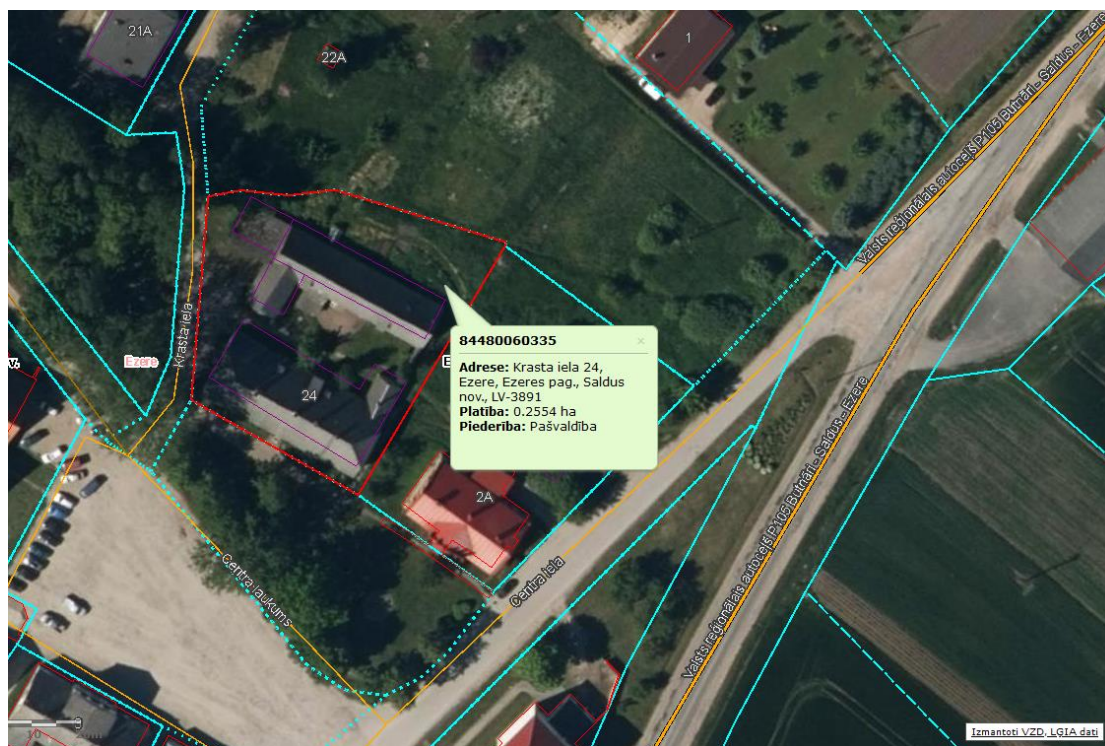 21A
22A
1
Valsts reģionālais autoceļš P105 Butnāri - Saldus - Ezere
Krasta iela
Ezere
v.
24
84480060335
×
Adrese: Krasta iela 24,
Ezere, Ezeres pag., Saldus
nov., LV-3891
Platība: 0.2554 ha
Piederība: Pašvaldība
2A
Centra iela
Centra laukums
Valsts reģionālais autoceļš P105 Butnāri - Saldus - Ezere
Izmantoti VZD, LĢIA dati